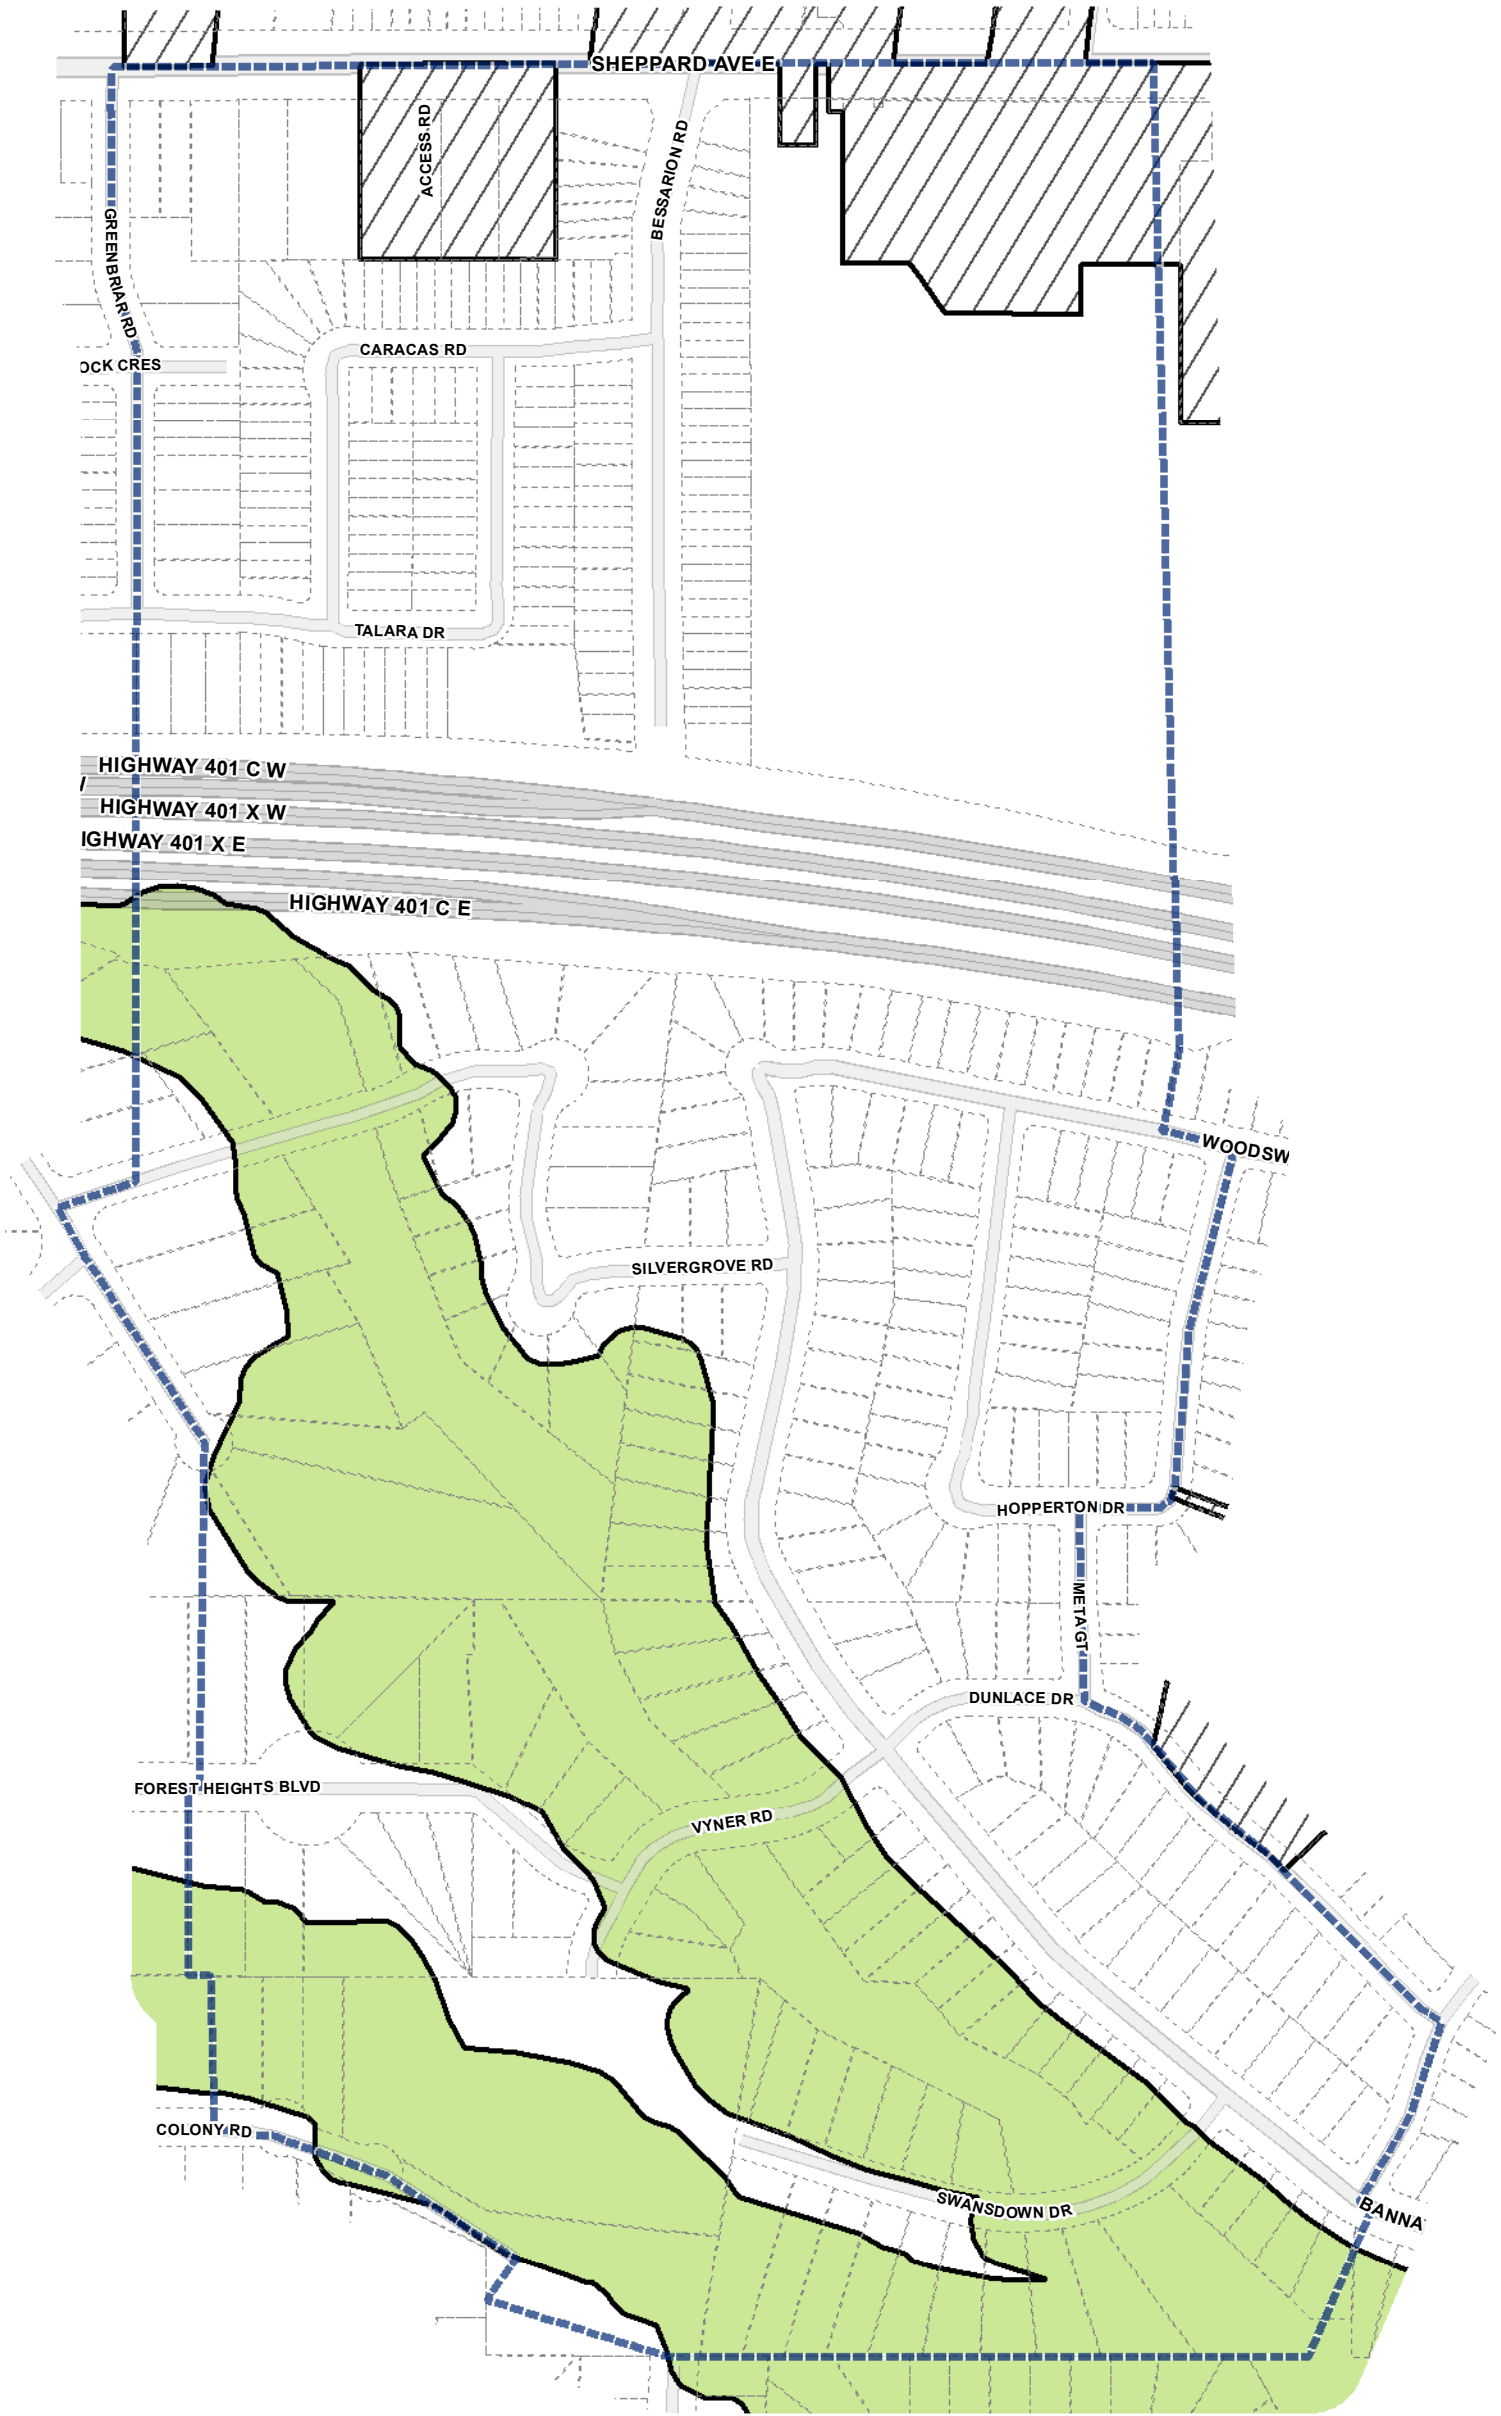 SHEPPARD AVE E
ACCESS RD
BESSARION RD
GREENBRIAR RD
CARACAS RD
OCK CRES
TALARA DR
HIGHWAY 401 C W
HIGHWAY 401 X W
IGHWAY 401 X E
HIGHWAY 401 C E
WOODSW
SILVERGROVE RD
HOPPERTON DR
META GT
DUNLACE DR
FOREST HEIGHTS BLVD
VYNER RD
COLONY RD
SWANSDOWN DR
BANNA